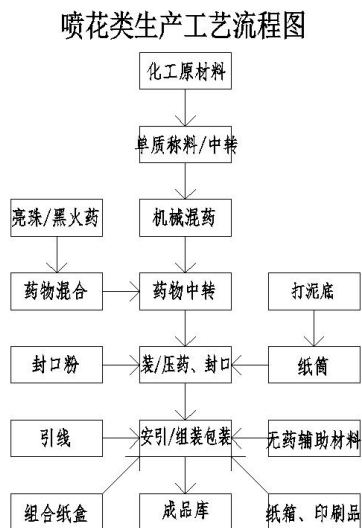 喷花类生产工艺流程图
化工原材料
单质称料/中转
亮珠/黑火药
机械混药
药物混合
药物中转
打泥底
封口粉
装/压药、封口
纸筒
引线
安引/组装包装
无药辅助材料
组合纸盒
成品库
纸箱、印刷品